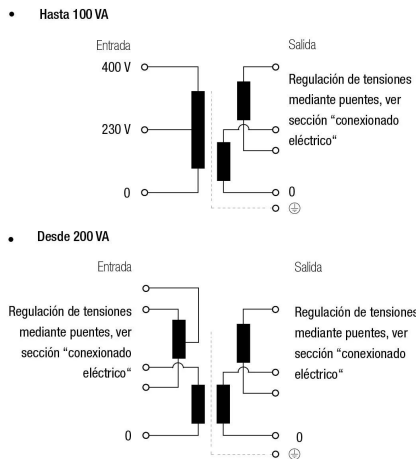 • Hasta 100 VA
Entrada
Salida
400 V
230 V
0
Regulación de tensiones
mediante puentes, ver
sección “conexionado
eléctrico“
0
• Desde 200 VA
Entrada
Salida
Regulación de tensiones
mediante puentes, ver
sección “conexionado
eléctrico“
0
Regulación de tensiones
mediante puentes, ver
sección “conexionado
eléctrico“
0